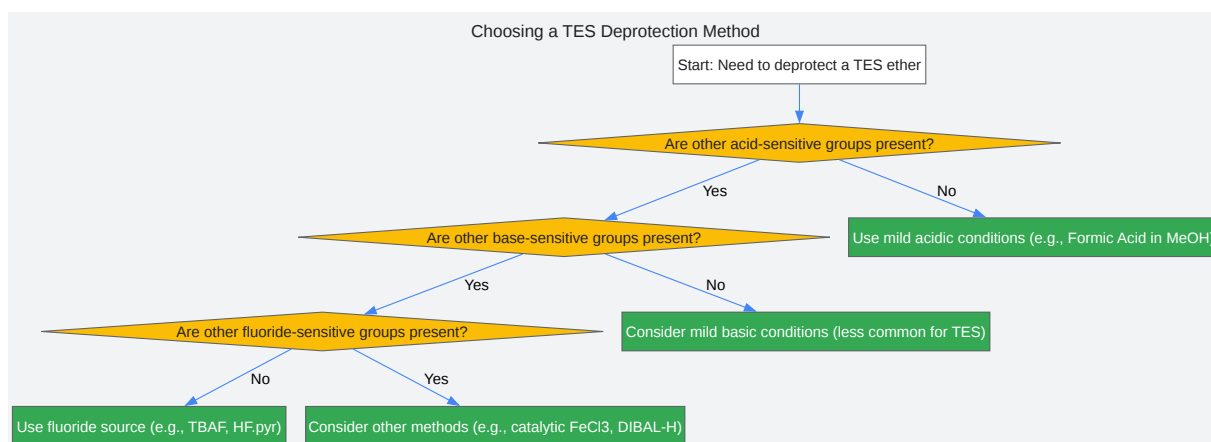 Choosing a TES Deprotection Method
Start: Need to deprotect a TES ether
Are other acid-sensitive groups present?
Yes
No
Are other base-sensitive groups present?
Use mild acidic conditions (e.g., Formic Acid in MeOH)
Yes
No
Are other fluoride-sensitive groups present?
Consider mild basic conditions (less common for TES)
No
Yes
Use fluoride source (e.g., TBAF, HF.pyr)
Consider other methods (e.g., catalytic FeCl3, DIBAL-H)